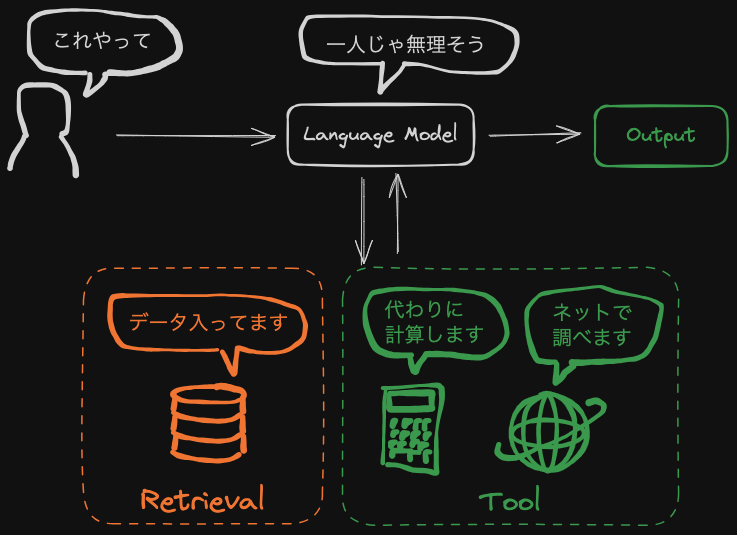 これやって
一人じゃ無理そう
Language Model
Output
データ入ってます
代わりに
計算します
ネットで
調べます
Retrieval
Tool